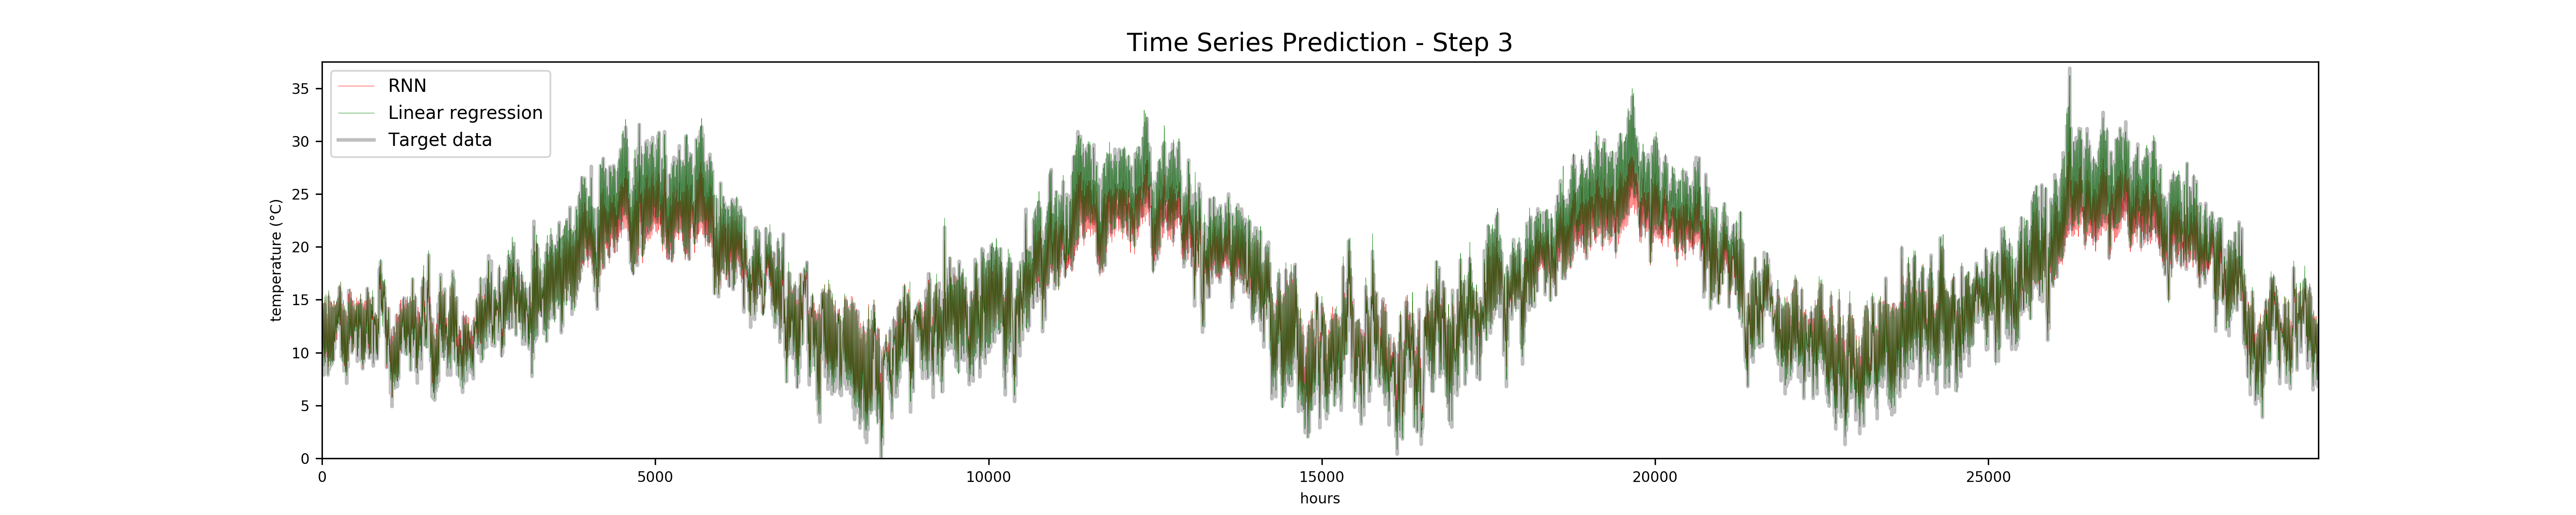 Time Series Prediction - Step 3
RNN
Linear regression
Target data
temperature (°C)
35
30
25
20
15
10
5
0
0 5000 10000 15000 20000 25000
hours